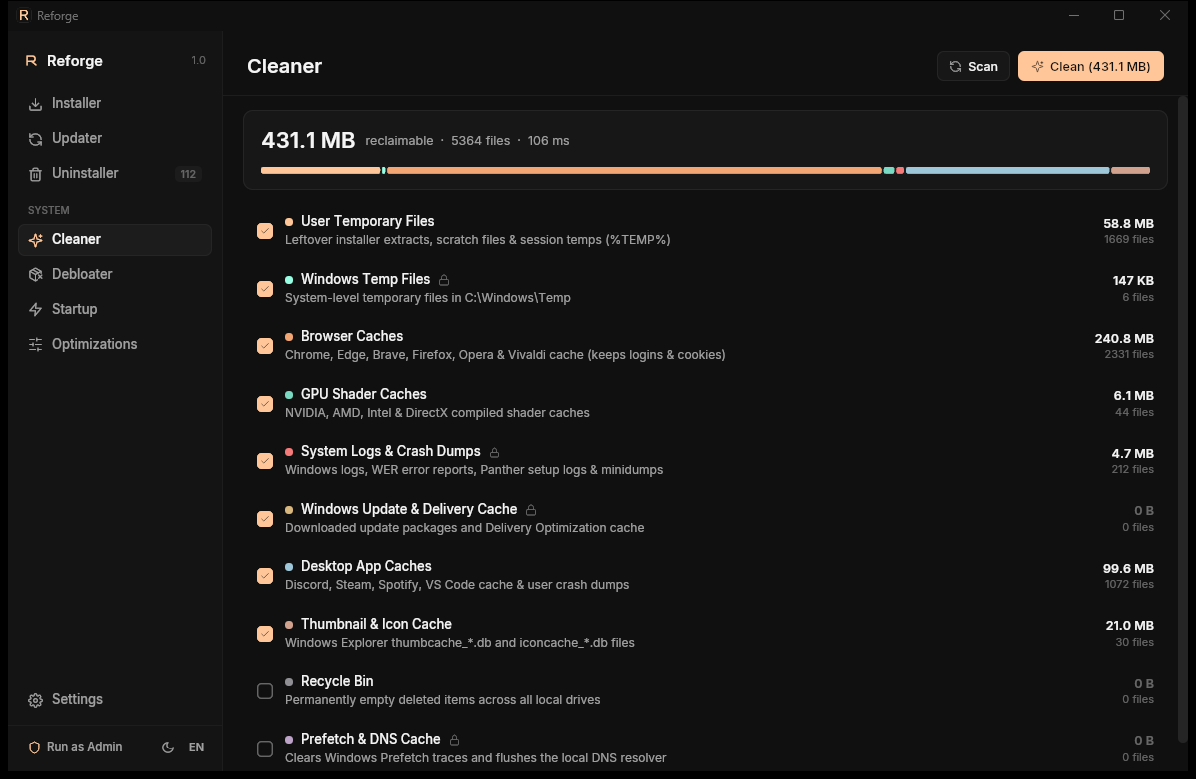 R Reforge
R Reforge 1.0
Installer
Updater
Uninstaller 112
SYSTEM
Cleaner
Debloater
Startup
Optimizations
Settings
Run as Admin EN
Cleaner
Scan
Clean (431.1 MB)
431.1 MB reclaimable · 5364 files · 106 ms
User Temporary Files
Leftover installer extracts, scratch files & session temps (%TEMP%)
58.8 MB
1669 files
Windows Temp Files
System-level temporary files in C:\Windows\Temp
147 KB
6 files
Browser Caches
Chrome, Edge, Brave, Firefox, Opera & Vivaldi cache (keeps logins & cookies)
240.8 MB
2331 files
GPU Shader Caches
NVIDIA, AMD, Intel & DirectX compiled shader caches
6.1 MB
44 files
System Logs & Crash Dumps
Windows logs, WER error reports, Panther setup logs & minidumps
4.7 MB
212 files
Windows Update & Delivery Cache
Downloaded update packages and Delivery Optimization cache
0 B
0 files
Desktop App Caches
Discord, Steam, Spotify, VS Code cache & user crash dumps
99.6 MB
1072 files
Thumbnail & Icon Cache
Windows Explorer thumbcache_*.db and iconcache_*.db files
21.0 MB
30 files
Recycle Bin
Permanently empty deleted items across all local drives
0 B
0 files
Prefetch & DNS Cache
Clears Windows Prefetch traces and flushes the local DNS resolver
0 B
0 files